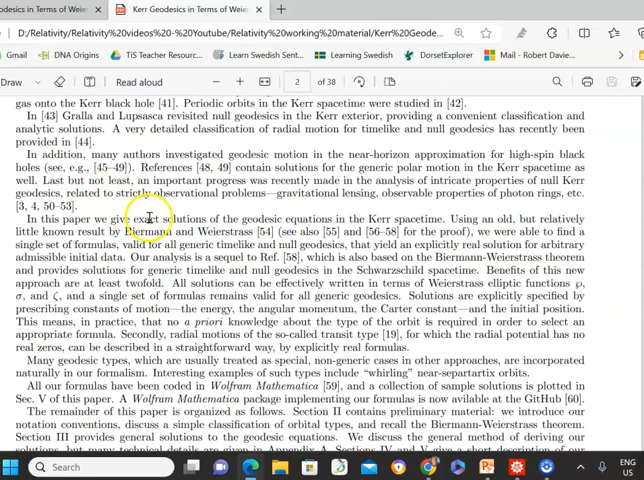 odesics in Terms of Weiers
Kerr Geodesics in Terms of Weier
D:/Relativity/Relativity%20videos%20-%20Youtube/Relativity%20working%20material/Kerr%20Geode...
Gmail DNA Origins TiS Teacher Resource... Learn Swedish Sent... Learning Swedish DorsetExplorer Mail - Robert Davies...
Draw Read aloud 2 of 38
gas onto the Kerr black hole [41]. Periodic orbits in the Kerr spacetime were studied in [42].
In [43] Gralla and Lupsasca revisited null geodesics in the Kerr exterior, providing a convenient classification and
analytic solutions. A very detailed classification of radial motion for timelike and null geodesics has recently been
provided in [44].
In addition, many authors investigated geodesic motion in the near-horizon approximation for high-spin black
holes (see, e.g., [45–49]). References [48, 49] contain solutions for the generic polar motion in the Kerr spacetime as
well. Last but not least, an important progress was recently made in the analysis of intricate properties of null Kerr
geodesics, related to strictly observational problems—gravitational lensing, observable properties of photon rings, etc.
[3, 4, 50–53].
In this paper we give exact solutions of the geodesic equations in the Kerr spacetime. Using an old, but relatively
little known result by Biermann and Weierstrass [54] (see also [55] and [56–58] for the proof), we were able to find a
single set of formulas, valid for all generic timelike and null geodesics, that yield an explicit solution for arbitrary
admissible initial data. Our analysis is a sequel to Ref. [58], which is also based on the Biermann-Weierstrass theorem
and provides solutions for generic timelike and null geodesics in the Schwarzschild spacetime. Benefits of this new
approach are at least twofold. All solutions can be effectively written in terms of Weierstrass elliptic functions ℘,
σ, and ζ, and a single set of formulas remains valid for all generic geodesics. Solutions are explicitly specified by
prescribing constants of motion—the energy, the angular momentum, the Carter constant—and the initial position.
This means, in practice, that no a priori knowledge about the type of the orbit is required in order to select an
appropriate formula. Secondly, radial motions of the so-called transit type [19], for which the radial potential has no
real zeros, can be described in a straightforward way, by explicitly real formulas.
Many geodesic types, which are usually treated as special, non-generic cases in other approaches, are incorporated
naturally in our formalism. Interesting examples of such types include “whirling” near-separtartix orbits.
All our formulas have been coded in Wolfram Mathematica [59], and a collection of sample solutions is plotted in
Sec. V of this paper. A Wolfram Mathematica package implementing our formulas is now avilable at the GitHub [60].
The remainder of this paper is organized as follows. Section II contains preliminary material: we introduce our
notation conventions, discuss a simple classification of orbital types, and recall the Biermann-Weierstrass theorem.
Section III provides general solutions to the geodesic equations. We discuss the general method of deriving our
Search
ENG
US